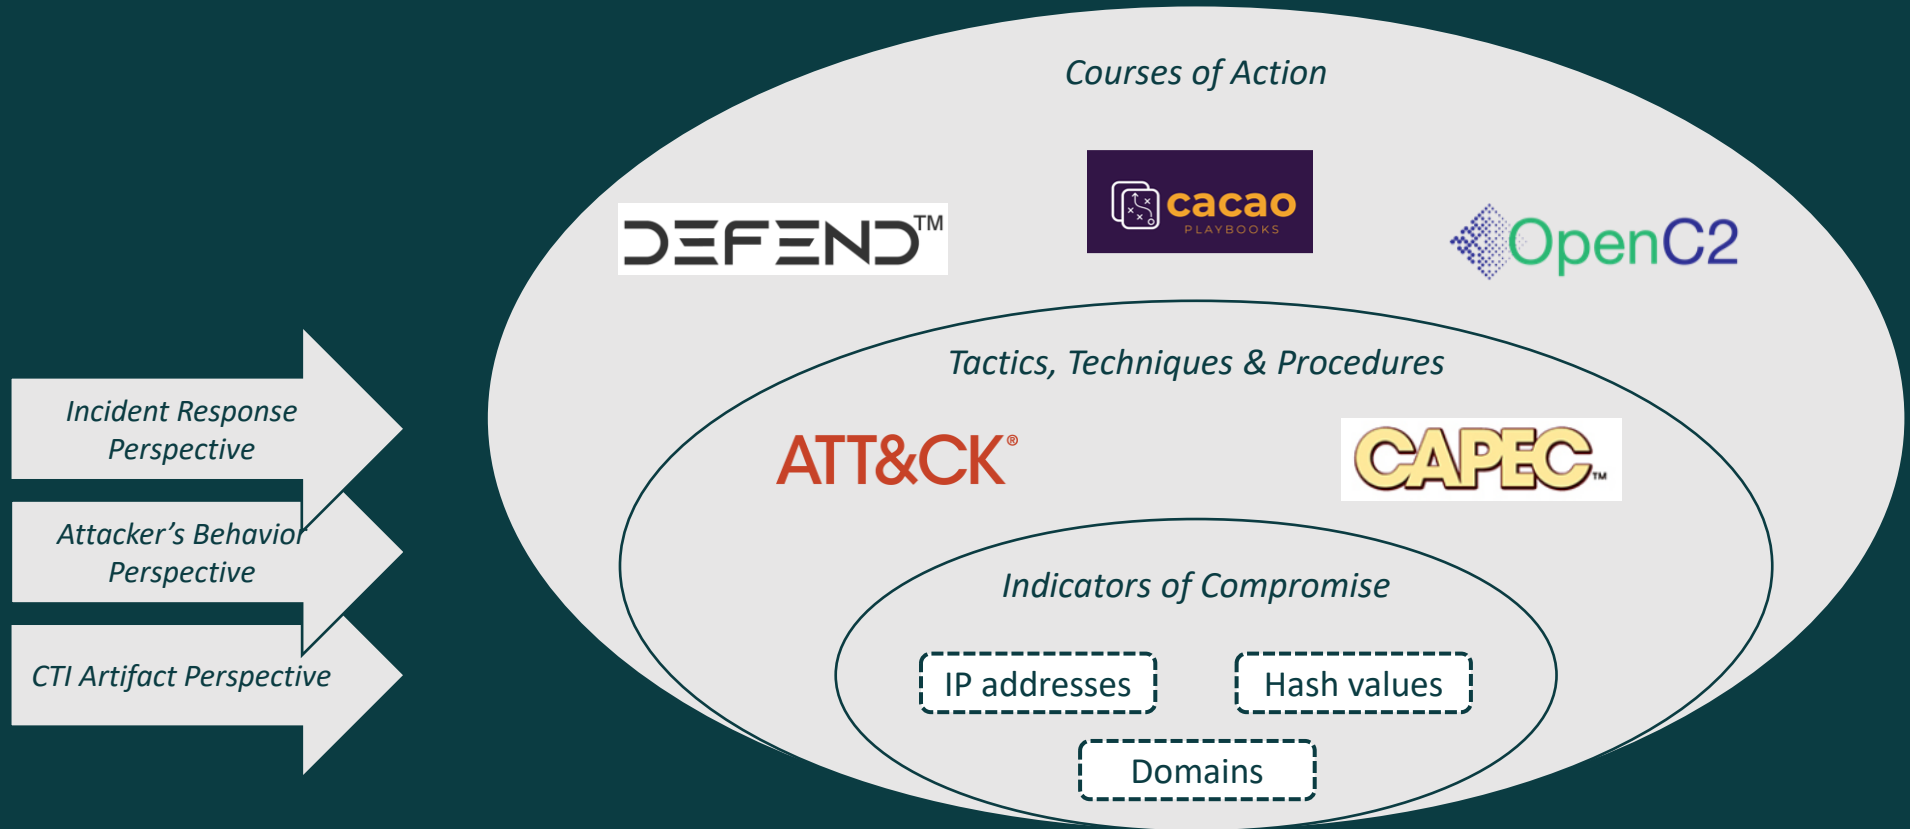 Courses of Action
DEFEND™
cacao
PLAYBOOKS
OpenC2
Tactics, Techniques & Procedures
ATT&CK®
CAPEC™
Indicators of Compromise
IP addresses
Hash values
Domains
Incident Response
Perspective
Attacker's Behavior
Perspective
CTI Artifact Perspective